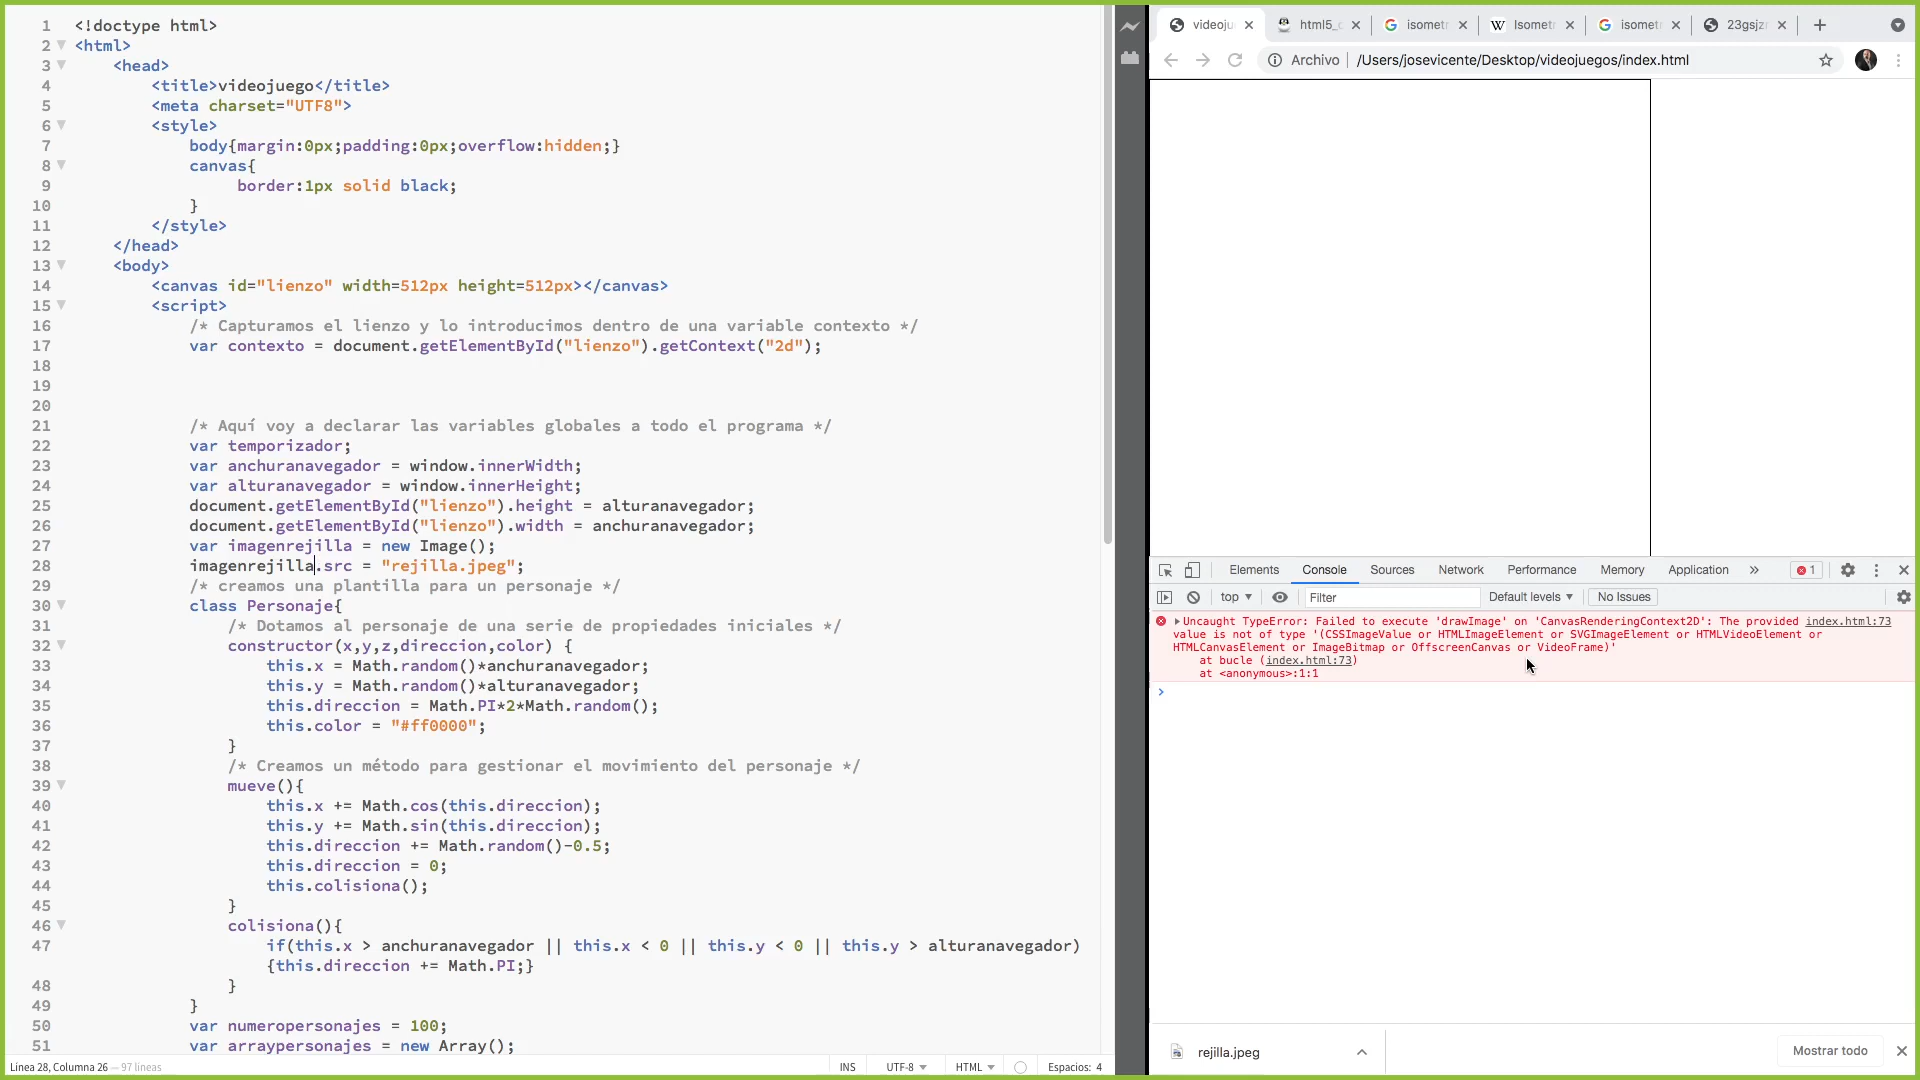 1 <!doctype html>
2 <html>
3 <head>
4 <title>videojuego</title>
5 <meta charset="UTF8">
6 <style>
7 body{margin:0px;padding:0px;overflow:hidden;}
8 canvas{
9 border:1px solid black;
10 }
11 </style>
12 </head>
13 <body>
14 <canvas id="lienzo" width=512px height=512px></canvas>
15 <script>
16 /* Capturamos el lienzo y lo introducimos dentro de una variable contexto */
17 var contexto = document.getElementById("lienzo").getContext("2d");
18
19
20
21 /* Aquí voy a declarar las variables globales a todo el programa */
22 var temporizador;
23 var anchuranavegador = window.innerWidth;
24 var alturanavegador = window.innerHeight;
25 document.getElementById("lienzo").height = alturanavegador;
26 document.getElementById("lienzo").width = anchuranavegador;
27 var imagenrejilla = new Image();
28 imagenrejilla.src = "rejilla.jpeg";
29 /* creamos una plantilla para un personaje */
30 class Personaje{
31 /* Dotamos al personaje de una serie de propiedades iniciales */
32 constructor(x,y,z,direccion,color) {
33 this.x = Math.random()*anchuranavegador;
34 this.y = Math.random()*alturanavegador;
35 this.direccion = Math.PI*2*Math.random();
36 this.color = "#ff0000";
37 }
38 /* Creamos un método para gestionar el movimiento del personaje */
39 mueve(){
40 this.x += Math.cos(this.direccion);
41 this.y += Math.sin(this.direccion);
42 this.direccion += Math.random()-0.5;
43 this.direccion = 0;
44 this.colisiona();
45 }
46 colisiona(){
47 if(this.x > anchuranavegador || this.x < 0 || this.y < 0 || this.y > alturanavegador)
{this.direccion += Math.PI;}
48 }
49 }
50 var numeropersonajes = 100;
51 var arraypersonajes = new Array();
Línea 28, Columna 26 — 97 líneas
INS UTF-8 HTML Espacios: 4
videoju html5_ isomet Isomet isomet 23gsjz
Archivo /Users/josevicente/Desktop/videojuegos/index.html
Elements Console Sources Network Performance Memory Application » 1
top Filter Default levels No Issues
Uncaught TypeError: Failed to execute 'drawImage' on 'CanvasRenderingContext2D': The provided index.html:73
value is not of type '(CSSImageValue or HTMLImageElement or SVGImageElement or HTMLVideoElement or
HTMLCanvasElement or ImageBitmap or OffscreenCanvas or VideoFrame)'
at bucle (index.html:73)
at <anonymous>:1:1
rejilla.jpeg
Mostrar todo